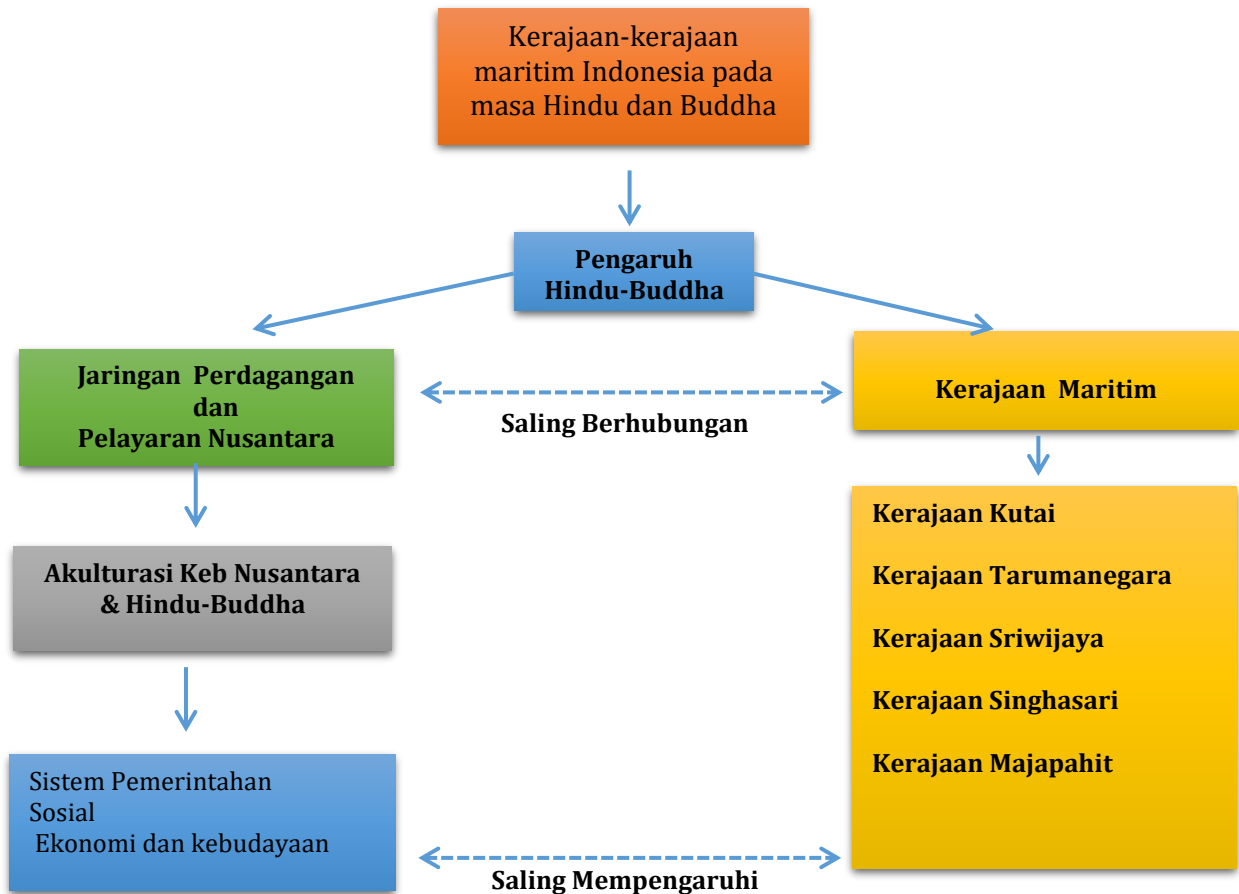 Kerajaan-kerajaan
maritim Indonesia pada
masa Hindu dan Buddha
Pengaruh
Hindu-Buddha
Jaringan Perdagangan
dan
Pelayaran Nusantara
Saling Berhubungan
Kerajaan Maritim
Akulturasi Keb Nusantara
& Hindu-Buddha
Kerajaan Kutai
Kerajaan Tarumanegara
Kerajaan Sriwijaya
Kerajaan Singhasari
Kerajaan Majapahit
Sistem Pemerintahan
Sosial
Ekonomi dan kebudayaan
Saling Mempengaruhi